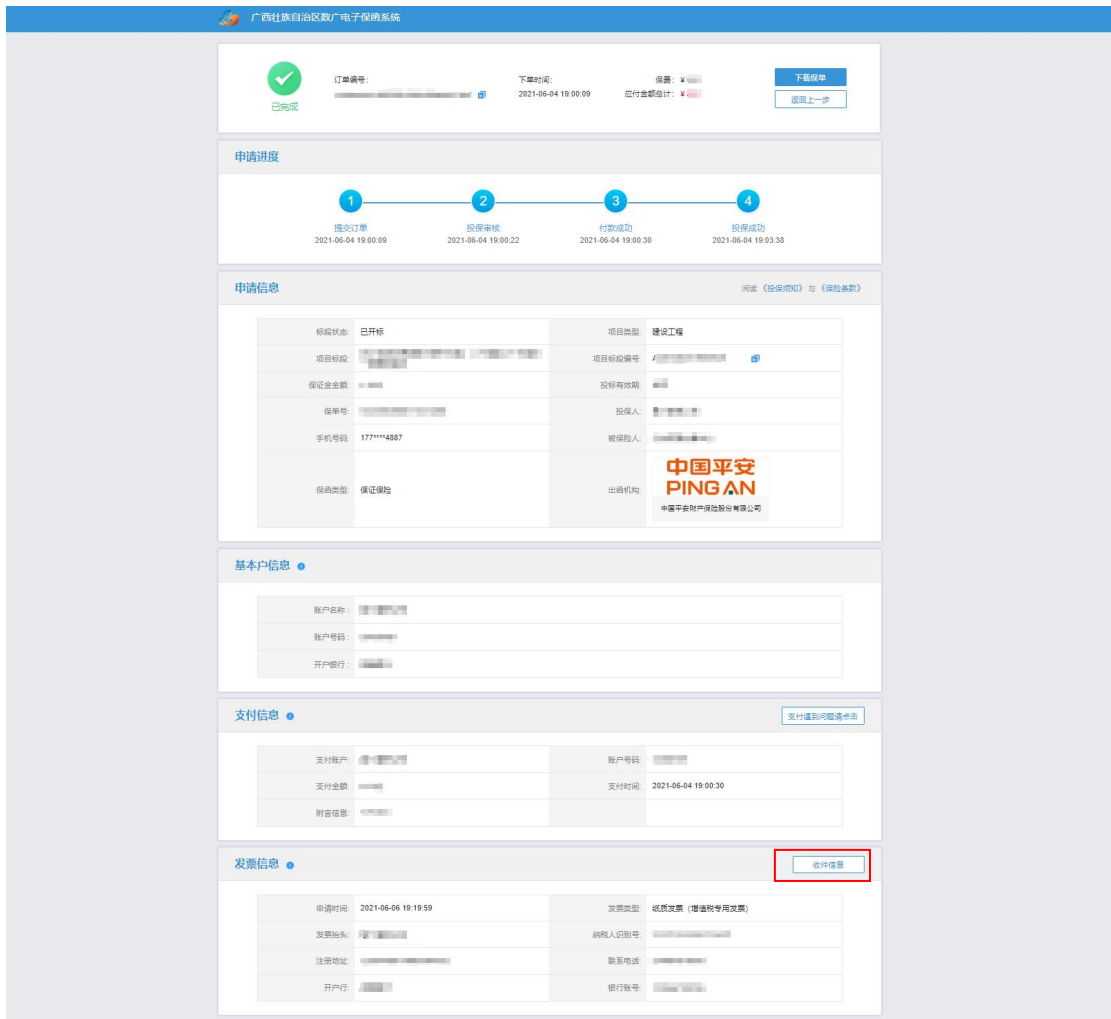 广西壮族自治区数广电子保函系统
订单编号: 下单时间: 保费: ¥ 下载保单
2021-06-04 19:00:09 应付金额总计: ¥ 返回上一步
已完成
申请进度
1 2 3 4
提交订单 投保审核 付款成功 投保成功
2021-06-04 19:00:09 2021-06-04 19:00:22 2021-06-04 19:00:30 2021-06-04 19:03:38
申请信息 阅读《投保须知》与《保险条款》
标段状态: 已开标 项目类型: 建设工程
项目标段: 项目标段编号:
保证金金额: 投标有效期:
保单号: 投保人:
手机号码: 177****4887 被保险人:
中国平安
PING AN
保函类型: 保证保险 出函机构:
中国平安财产保险股份有限公司
基本户信息
账户名称:
账户号码:
开户银行:
支付信息 支付遇到问题请点击
支付账户: 账户号码:
支付金额: 支付时间: 2021-06-04 19:00:30
附言信息:
发票信息 收件信息
申请时间: 2021-06-06 19:19:59 发票类型: 纸质发票 (增值税专用发票)
发票抬头: 纳税人识别号:
注册地址: 联系电话:
开户行: 银行账号: